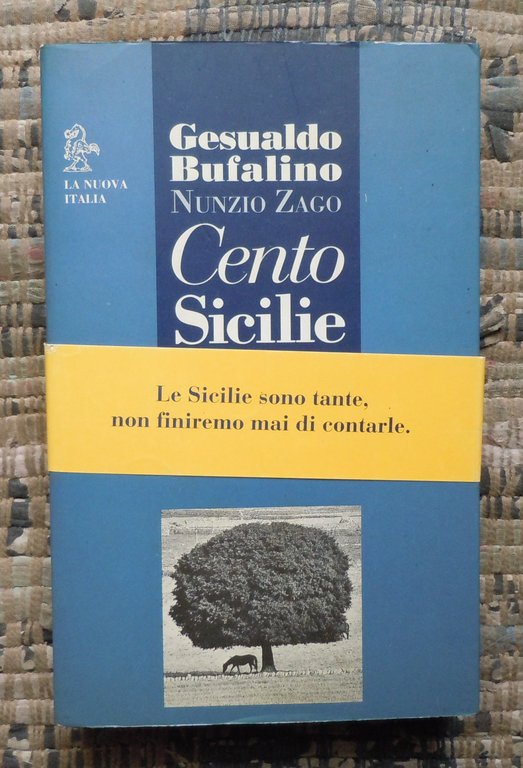 Gesualdo
Bufalino
NUNZIO ZAGO
Cento
Sicilie
LA NUOVA
ITALIA
Le Sicilie sono tante,
non finiremo mai di contarle.